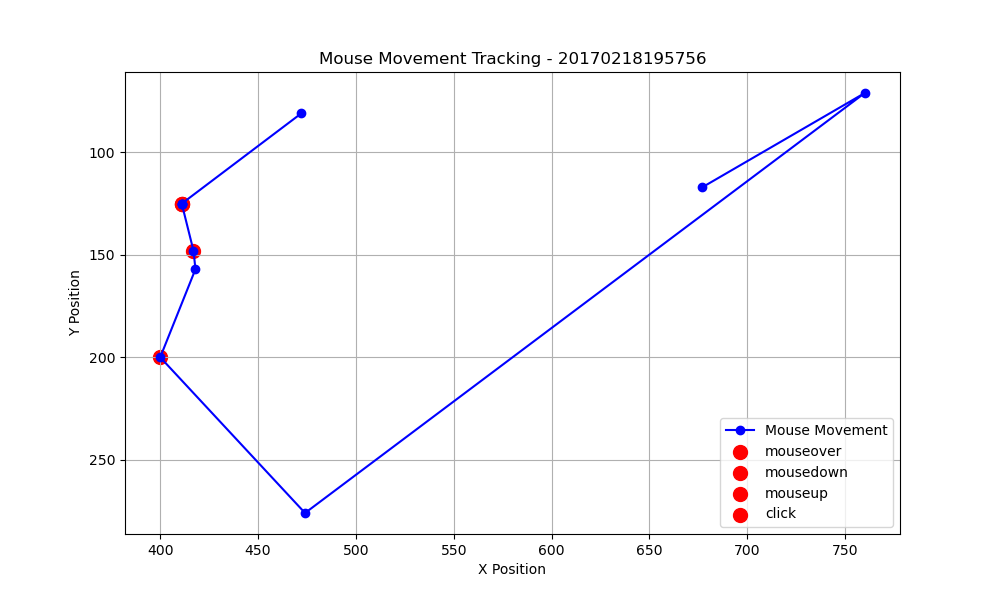 Mouse Movement Tracking - 20170218195756
100
150
200
250
Y Position
400
450
500
550
600
650
700
750
X Position
Mouse Movement
mouseover
mousedown
mouseup
click